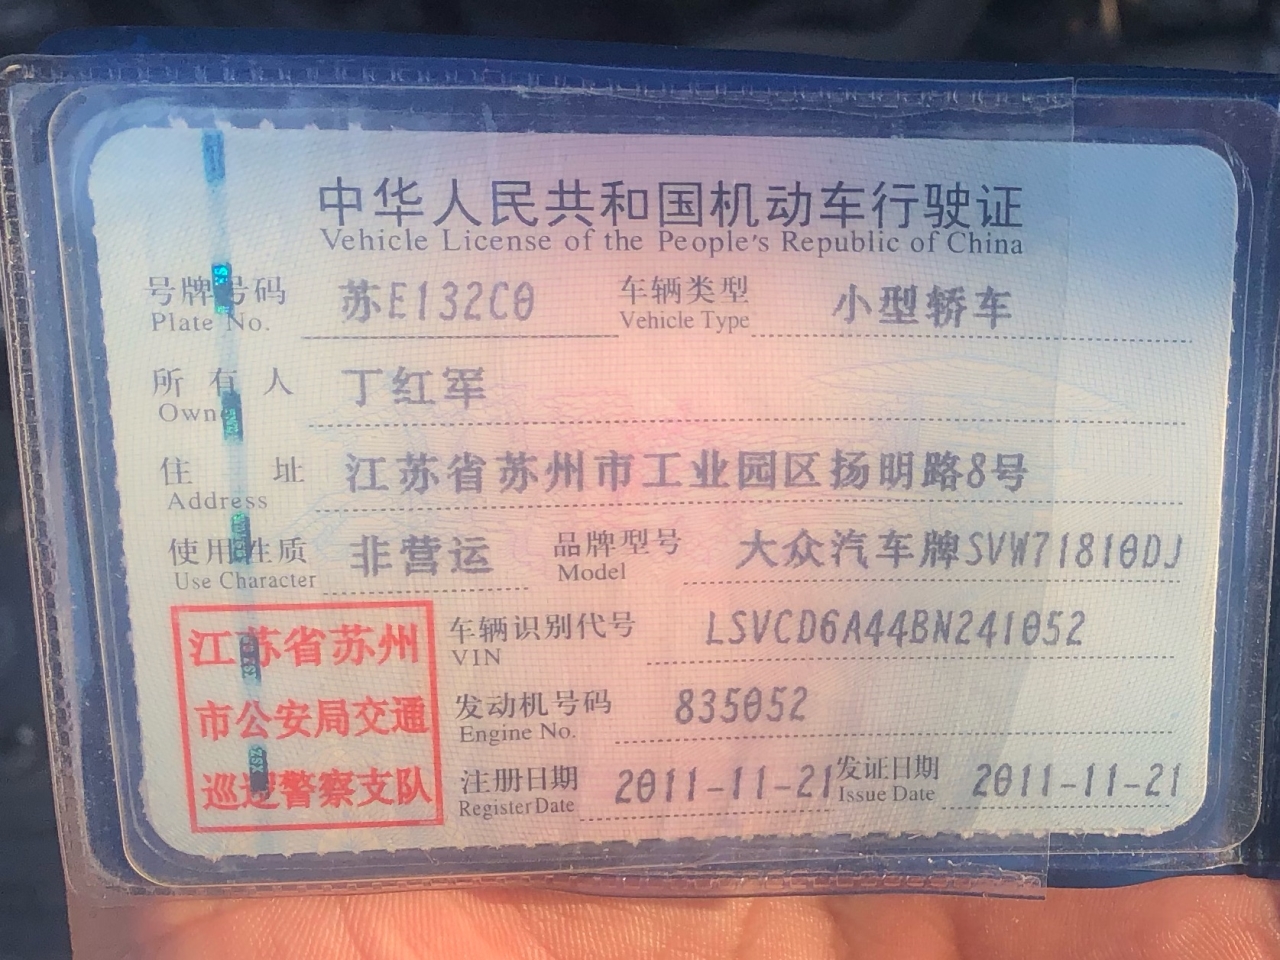 中华人民共和国机动车行驶证
Vehicle License of the People's Republic of China
号牌号码 苏E132C0 车辆类型 小型轿车
Plate No. Vehicle Type
所有人 丁红军
Owner
住址 江苏省苏州市工业园区扬明路8号
Address
使用性质 非营运 品牌型号 大众汽车牌SVW71810DJ
Use Character Model
江苏省苏州
市公安局交通
巡逻警察支队
车辆识别代号 LSVCD6A44BN241052
VIN
发动机号码 835052
Engine No.
注册日期 2011-11-21 发证日期 2011-11-21
Register Date Issue Date